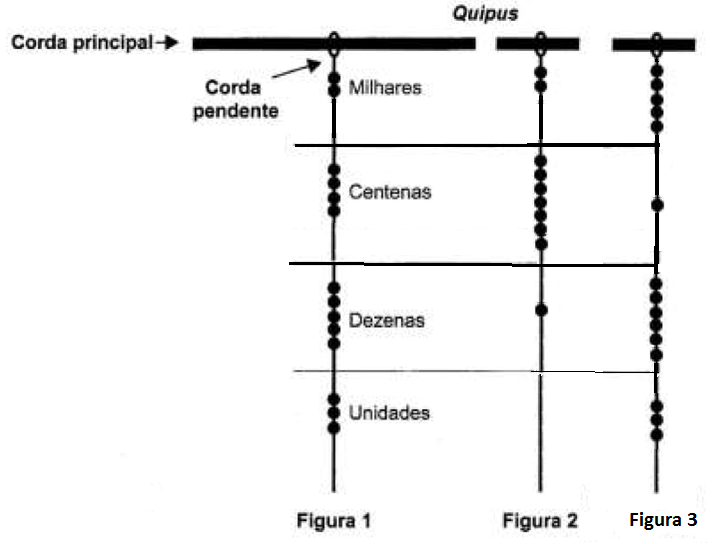 Quipus
Corda principal
Corda
pendente
Milhares
Centenas
Dezenas
Unidades
Figura 1
Figura 2
Figura 3